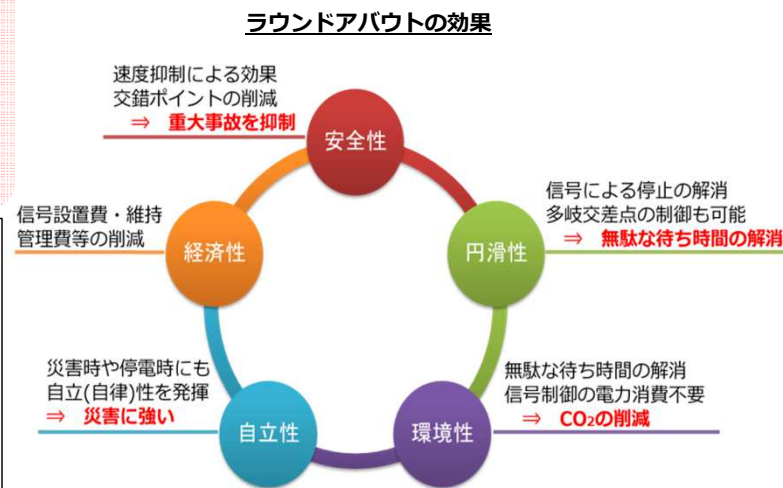 ラウンドアバウトの効果
速度抑制による効果
交錯ポイントの削減
⇒ 重大事故を抑制
安全性
信号による停止の解消
多岐交差点の制御も可能
⇒ 無駄な待ち時間の解消
円滑性
信号設置費・維持
管理費等の削減
経済性
災害時や停電時にも
自立(自律)性を発揮
⇒ 災害に強い
自立性
無駄な待ち時間の解消
信号制御の電力消費不要
⇒ CO₂の削減
環境性